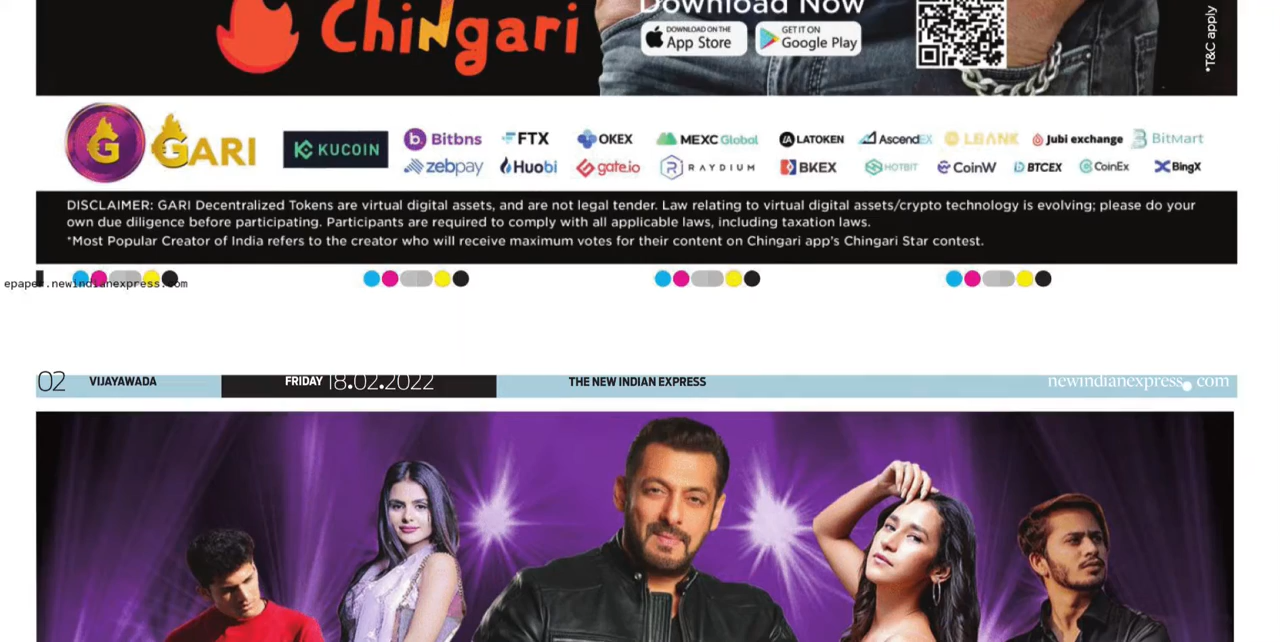 Download Now
Chingari
DOWNLOAD ON THE
App Store
GET IT ON
Google Play
*T&C apply
G GARI
KUCOIN
Bitbns FTX OKEX MEXC Global LATOKEN AscendEX LBANK Jubi exchange BitMart
zebpay Huobi gate.io RAYDIUM BKEX HOTBIT CoinW BTCEX CoinEx BingX
DISCLAIMER: GARI Decentralized Tokens are virtual digital assets, and are not legal tender. Law relating to virtual digital assets/crypto technology is evolving; please do your
own due diligence before participating. Participants are required to comply with all applicable laws, including taxation laws.
*Most Popular Creator of India refers to the creator who will receive maximum votes for their content on Chingari app's Chingari Star contest.
epaper.newindianexpress.com
02 VIJAYAWADA FRIDAY 18.02.2022 THE NEW INDIAN EXPRESS newindianexpress.com